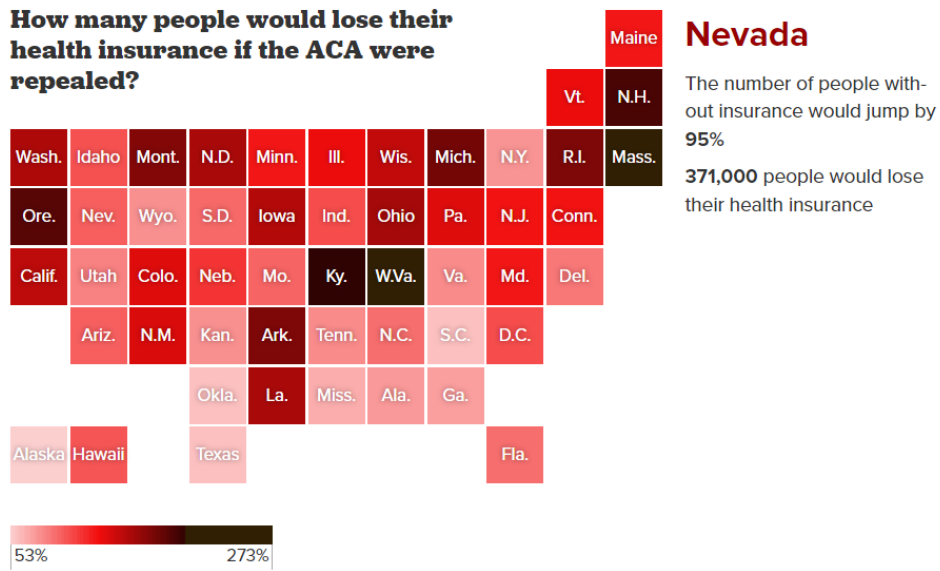 How many people would lose their
health insurance if the ACA were
repealed?
Maine
Vt. N.H.
Wash. Idaho Mont. N.D. Minn. Ill. Wis. Mich. N.Y. R.I. Mass.
Ore. Nev. Wyo. S.D. Iowa Ind. Ohio Pa. N.J. Conn.
Calif. Utah Colo. Neb. Mo. Ky. W.Va. Va. Md. Del.
Ariz. N.M. Kan. Ark. Tenn. N.C. S.C. D.C.
Okla. La. Miss. Ala. Ga.
Alaska Hawaii Texas Fla.
53% 273%
Nevada
The number of people with-
out insurance would jump by
95%
371,000 people would lose
their health insurance